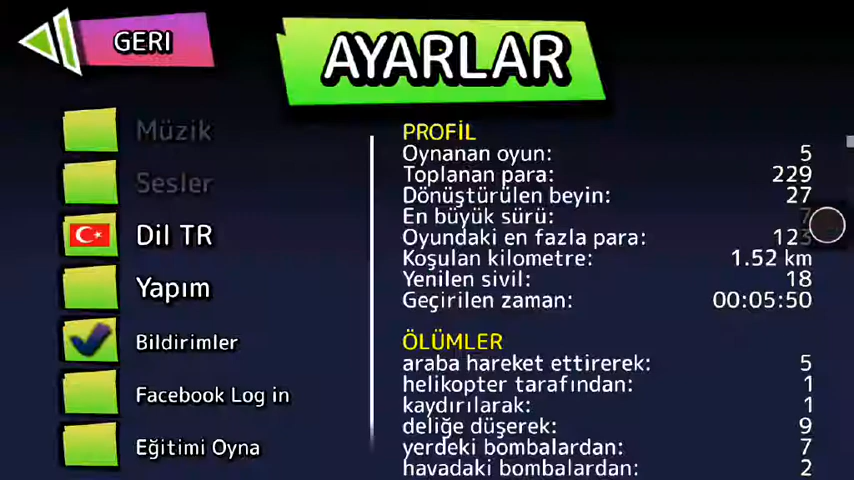 GERI
AYARLAR
Müzik
Sesler
Dil TR
Yapım
Bildirimler
Facebook Log in
Eğitimi Oyna
PROFİL
Oynanan oyun: 5
Toplanan para: 229
Dönüştürülen beyin: 27
En büyük sürü: 7
Oyundaki en fazla para: 123
Koşulan kilometre: 1.52 km
Yenilen sivil: 18
Geçirilen zaman: 00:05:50
ÖLÜMLER
araba hareket ettirerek: 5
helikopter tarafından: 1
kaydırılarak: 1
deliğe düşerek: 9
yerdeki bombalardan: 7
havadaki bombalardan: 2